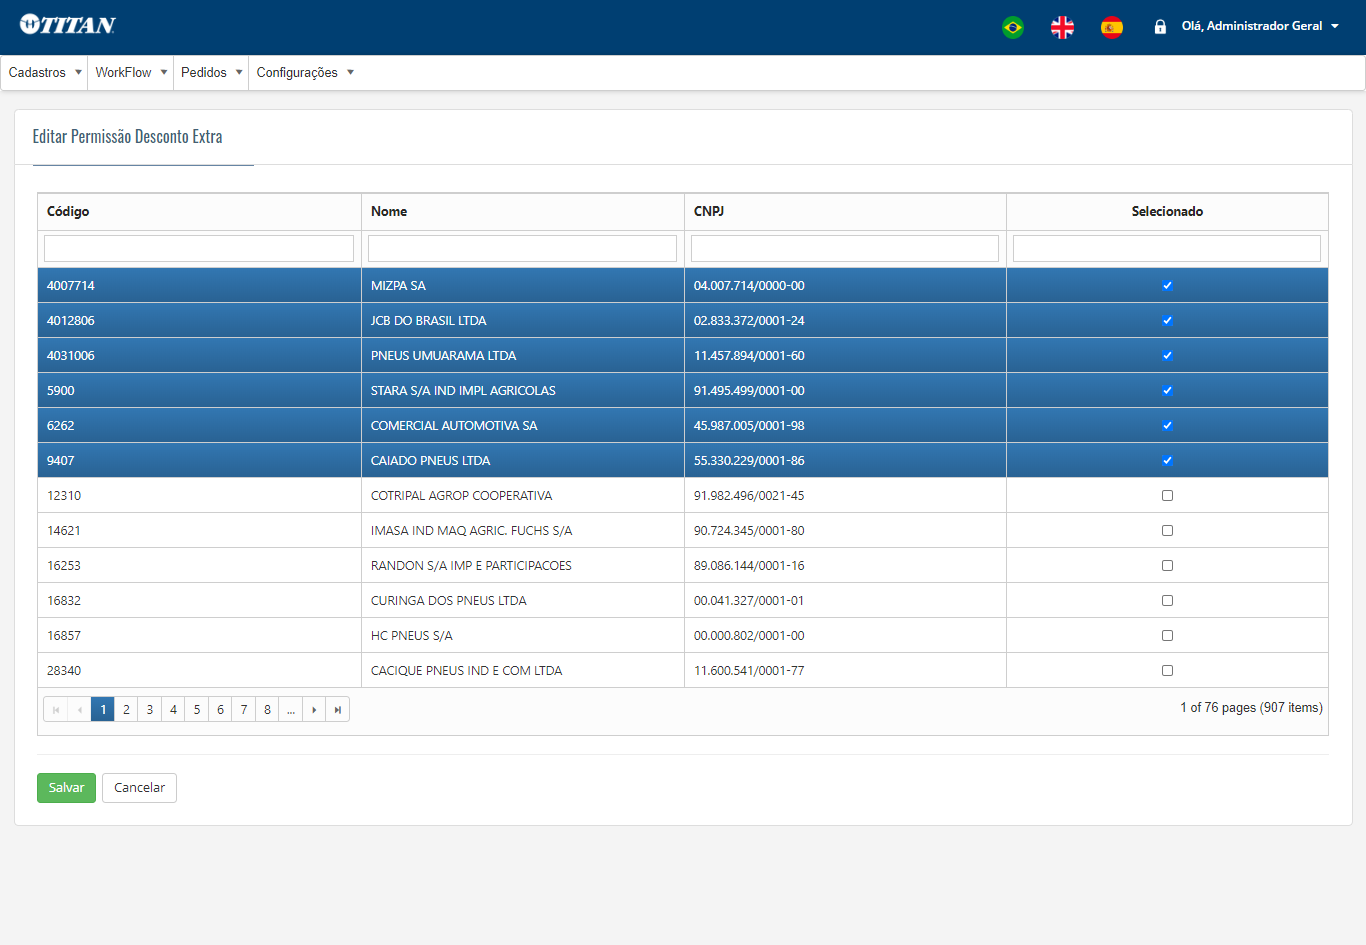 TITAN
Olá, Administrador Geral
Cadastros WorkFlow Pedidos Configurações
Editar Permissão Desconto Extra
Código Nome CNPJ Selecionado
4007714 MIZPA SA 04.007.714/0000-00
4012806 JCB DO BRASIL LTDA 02.833.372/0001-24
4031006 PNEUS UMUARAMA LTDA 11.457.894/0001-60
5900 STARA S/A IND IMPL AGRICOLAS 91.495.499/0001-00
6262 COMERCIAL AUTOMOTIVA SA 45.987.005/0001-98
9407 CAIADO PNEUS LTDA 55.330.229/0001-86
12310 COTRIPAL AGROP COOPERATIVA 91.982.496/0021-45
14621 IMASA IND MAQ AGRIC. FUCHS S/A 90.724.345/0001-80
16253 RANDON S/A IMP E PARTICIPACOES 89.086.144/0001-16
16832 CURINGA DOS PNEUS LTDA 00.041.327/0001-01
16857 HC PNEUS S/A 00.000.802/0001-00
28340 CACIQUE PNEUS IND E COM LTDA 11.600.541/0001-77
1 2 3 4 5 6 7 8 ... 1 of 76 pages (907 items)
Salvar Cancelar